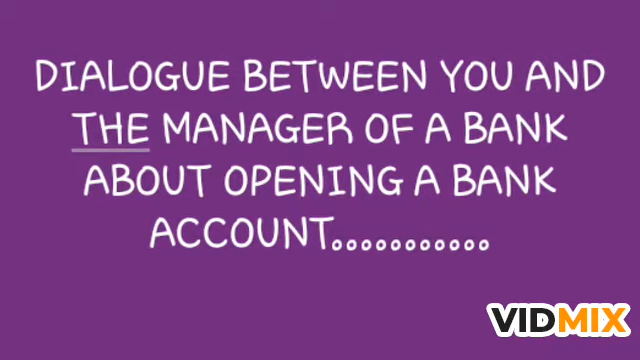 DIALOGUE BETWEEN YOU AND
THE MANAGER OF A BANK
ABOUT OPENING A BANK
ACCOUNT...........
VIDMIX